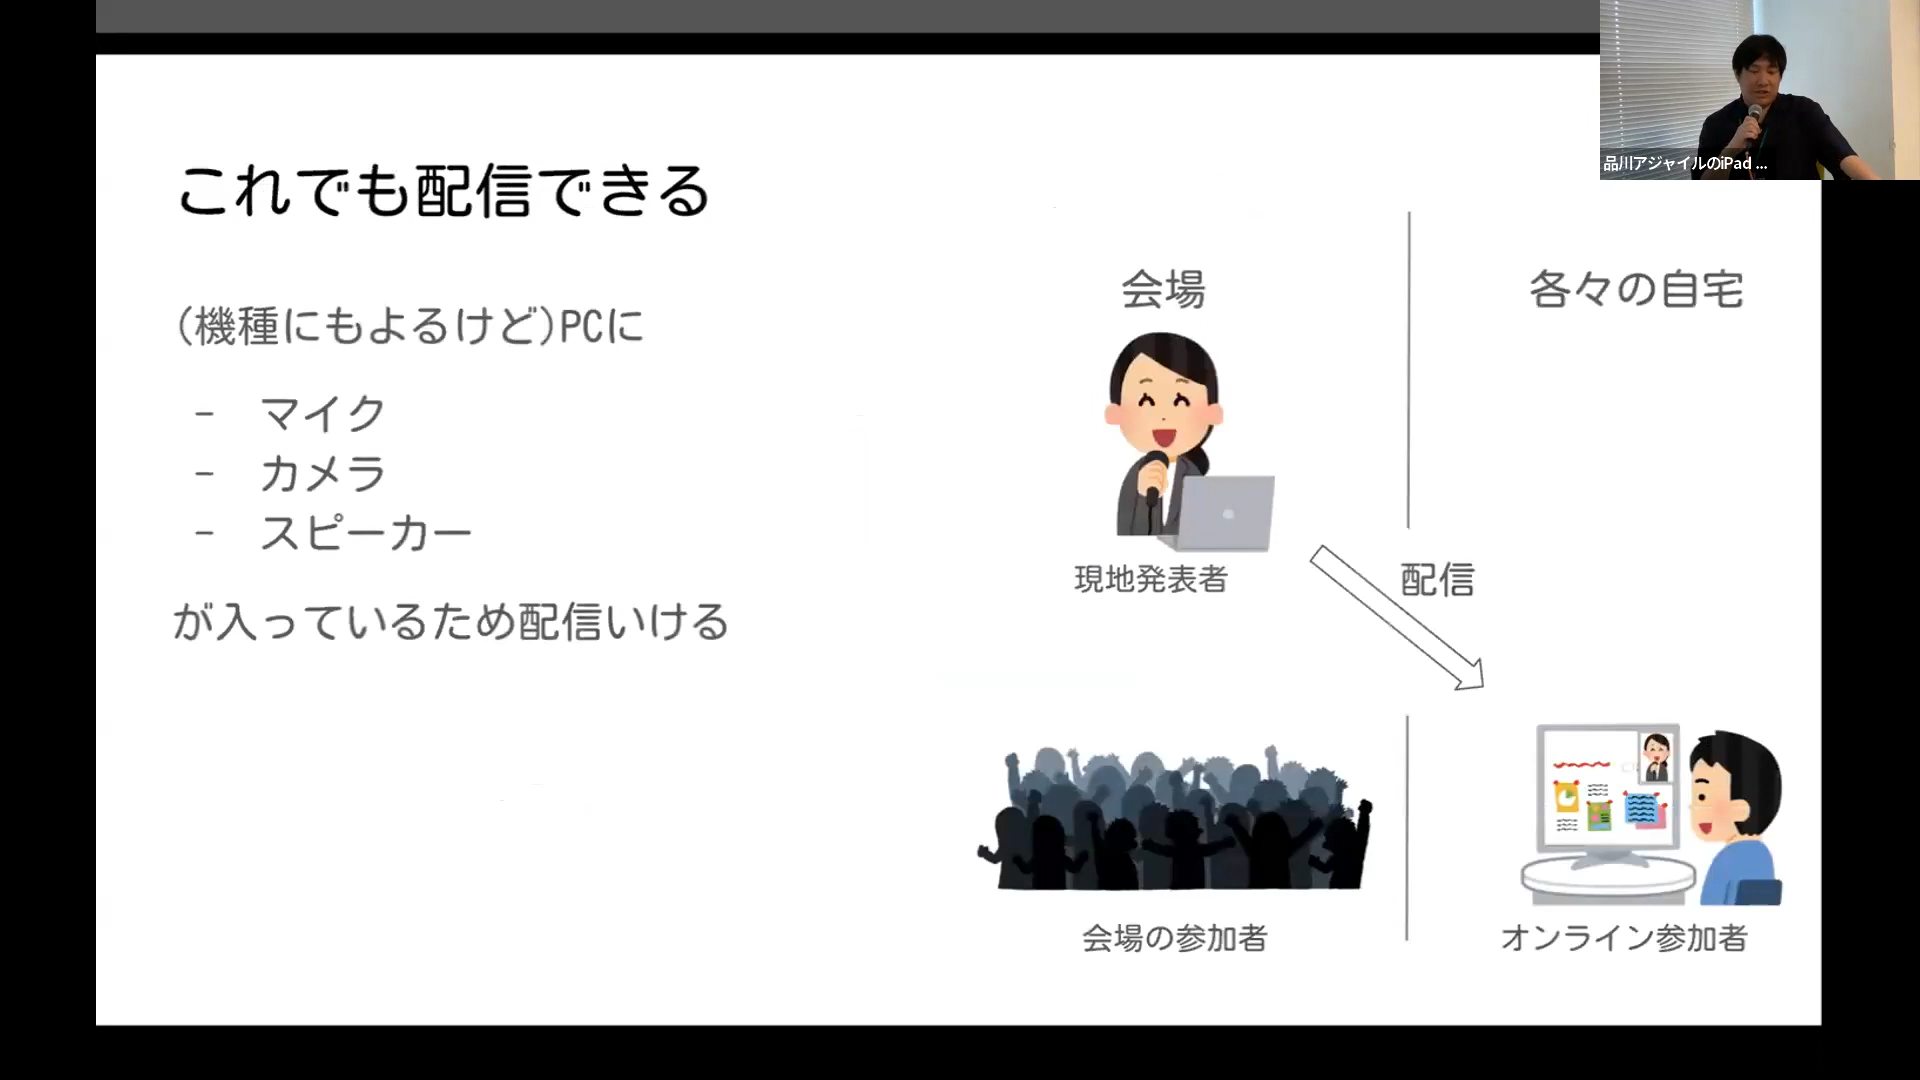 品川アジャイルのiPad ...
これでも配信できる
(機種にもよるけど)PCに
- マイク
- カメラ
- スピーカー
が入っているため配信いける
会場
各々の自宅
現地発表者
配信
会場の参加者
オンライン参加者